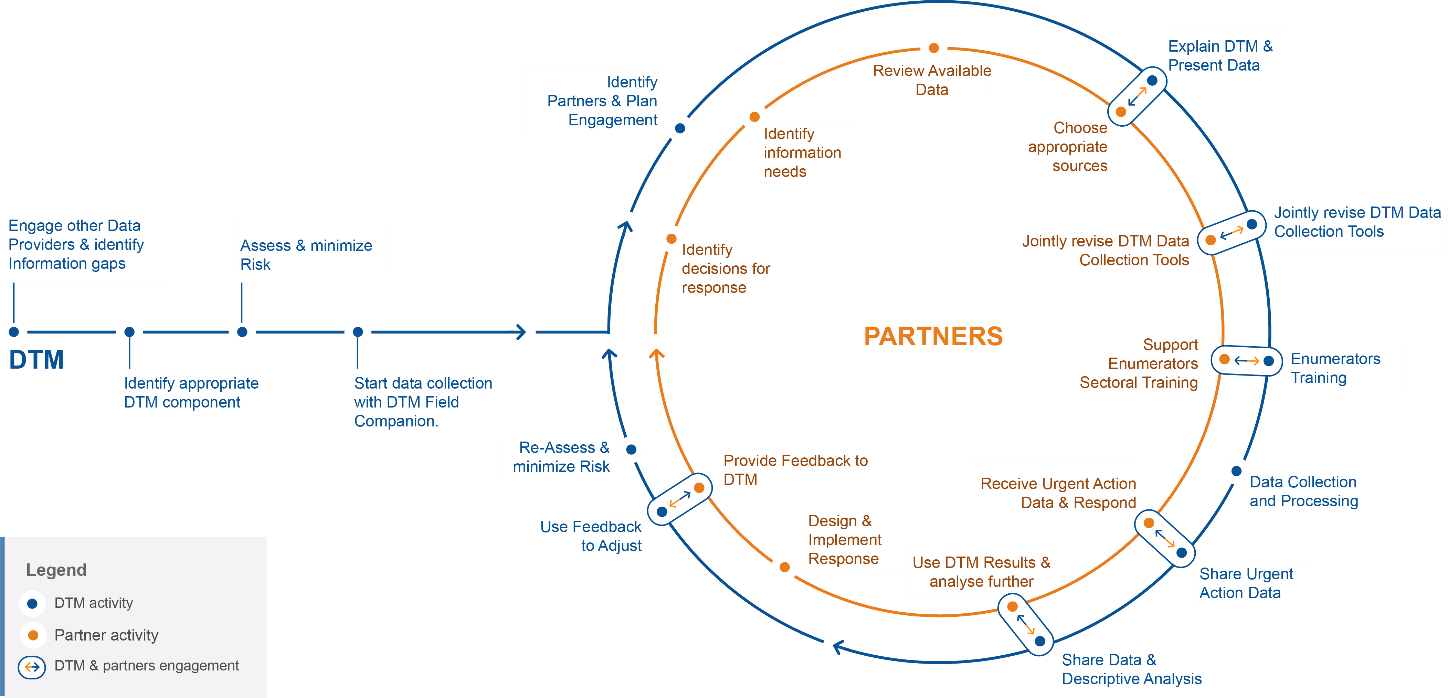 Engage other Data
Providers & identify
Information gaps
Assess & minimize
Risk
DTM
Identify appropriate
DTM component
Start data collection
with DTM Field
Companion.
Identify
Partners & Plan
Engagement
Review Available
Data
Explain DTM &
Present Data
Identify
information
needs
Choose
appropriate
sources
Identify
decisions for
response
Jointly revise DTM Data
Collection Tools
Jointly revise DTM Data
Collection Tools
PARTNERS
Support
Enumerators
Sectoral Training
Enumerators
Training
Re-Assess &
minimize Risk
Provide Feedback to
DTM
Receive Urgent Action
Data & Respond
Data Collection
and Processing
Use Feedback
to Adjust
Design &
Implement
Response
Use DTM Results &
analyse further
Share Urgent
Action Data
Share Data &
Descriptive Analysis
Legend
DTM activity
Partner activity
DTM & partners engagement